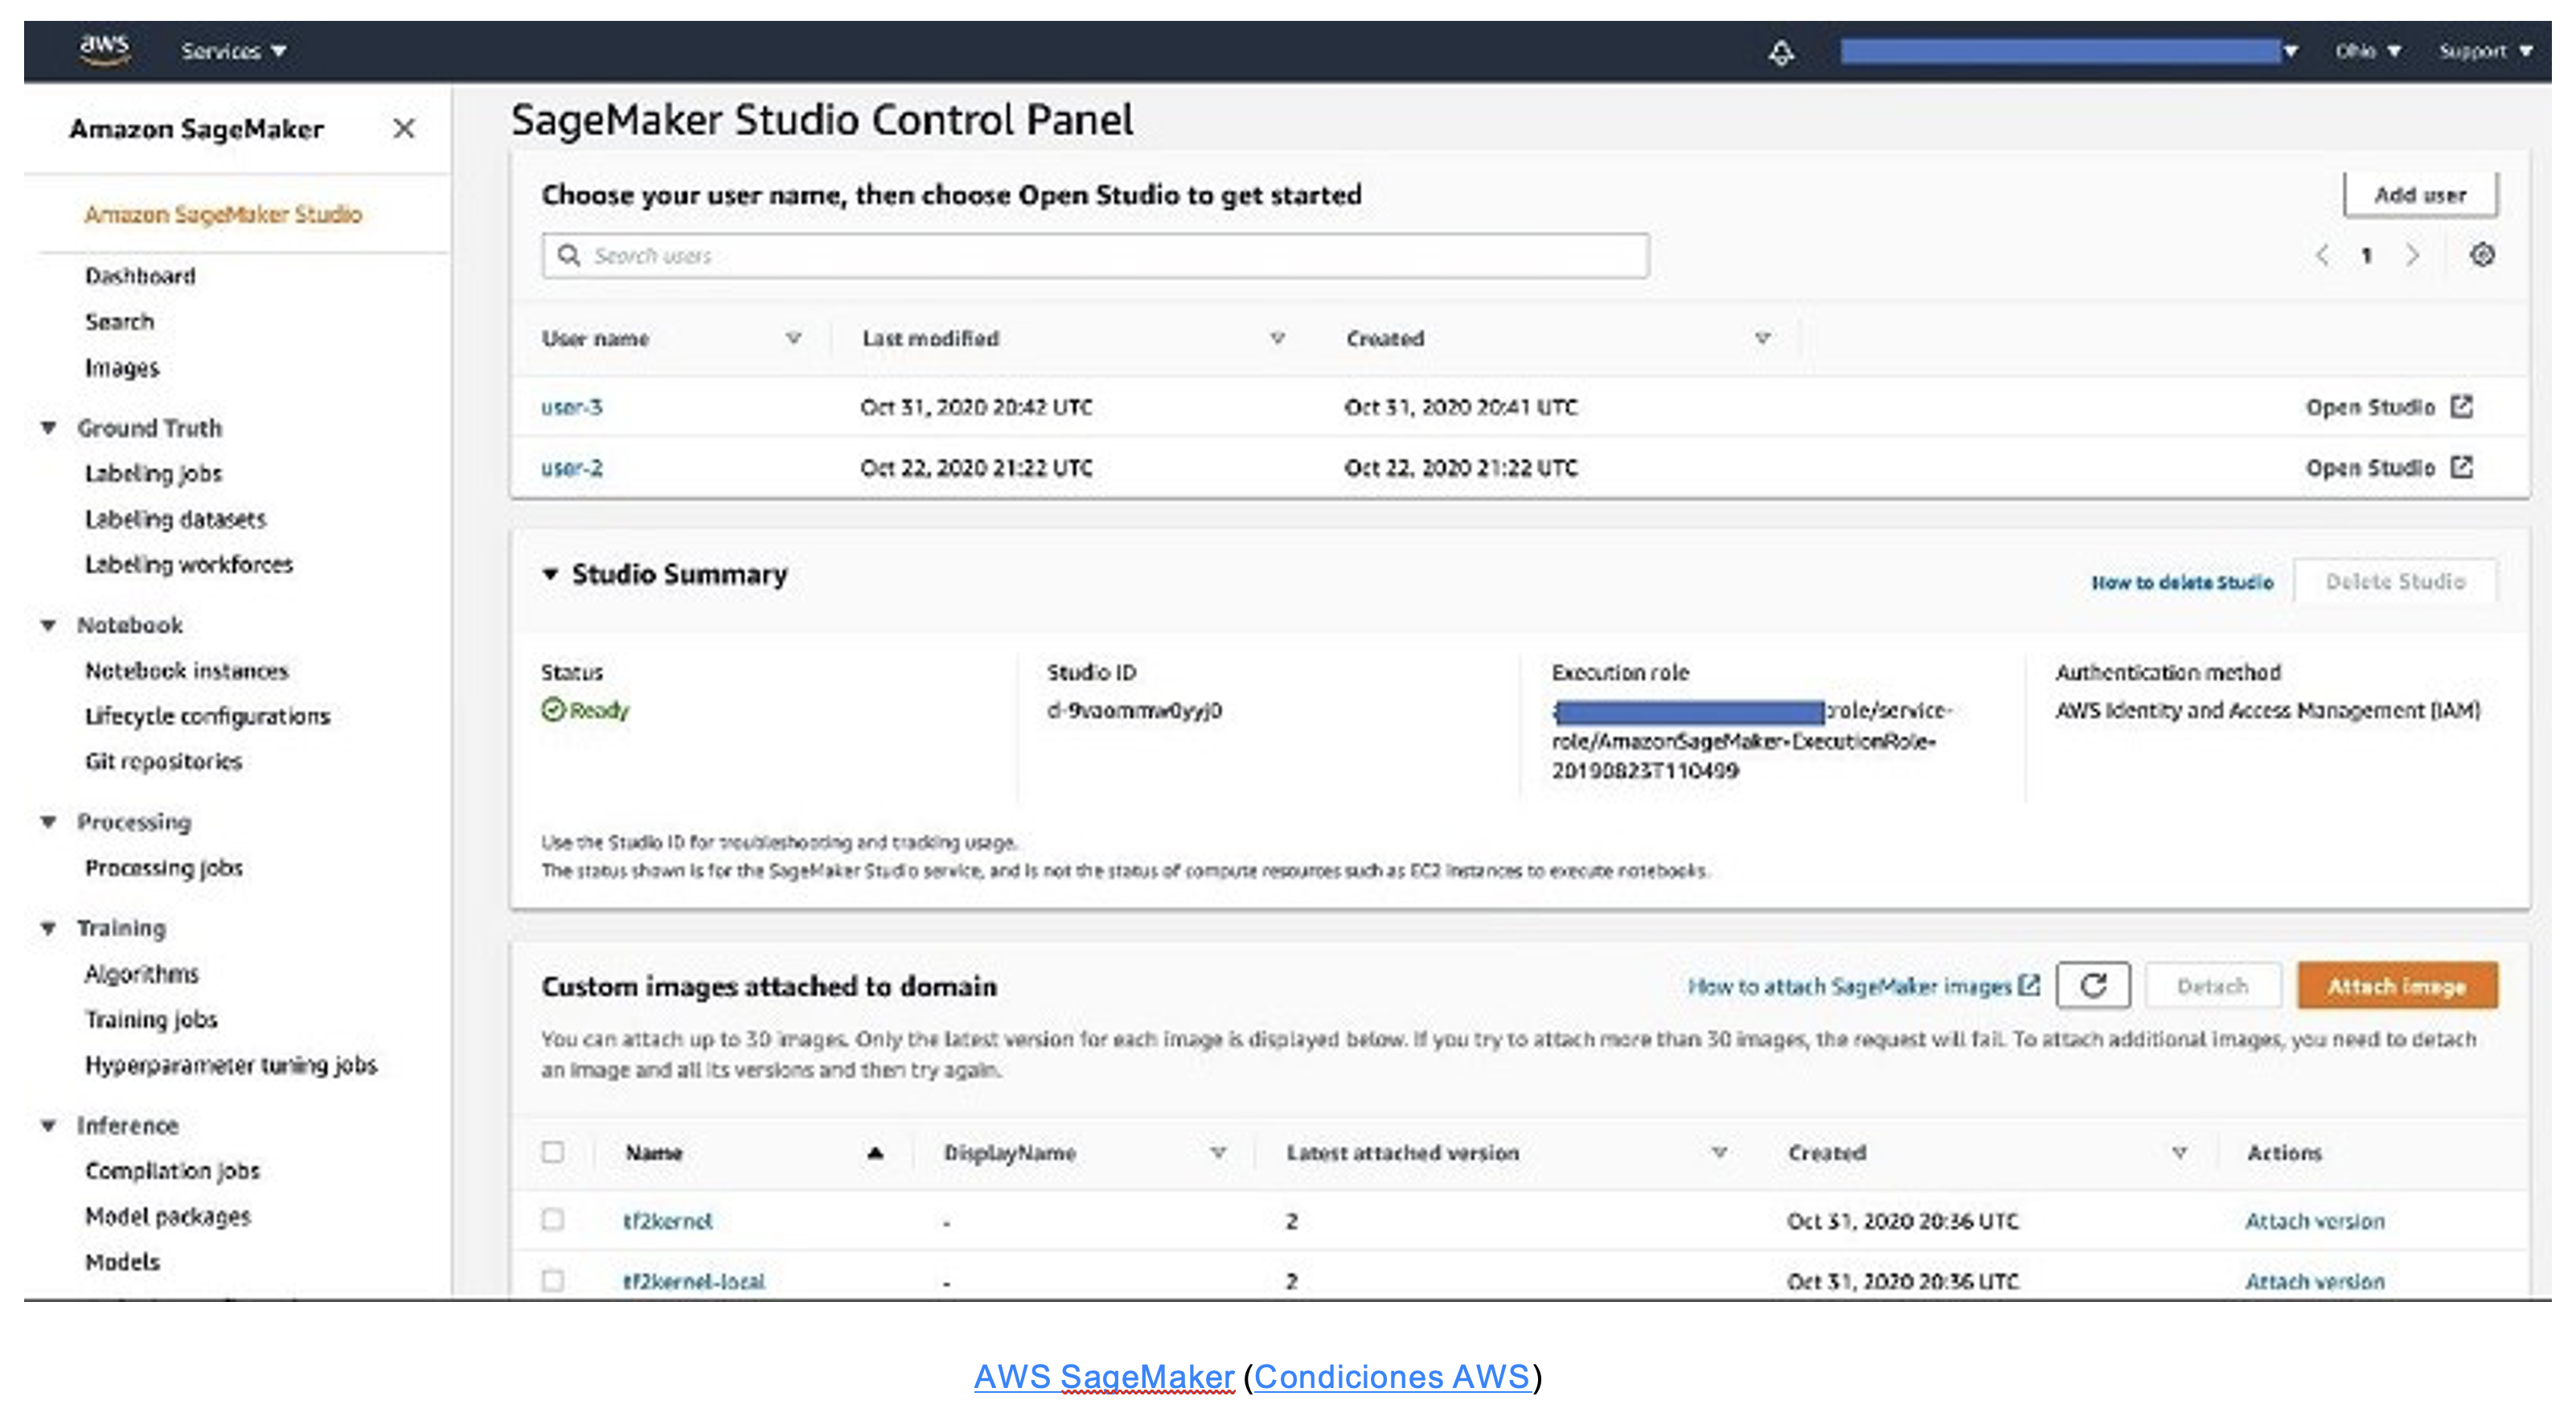 aws Services Ohio Support
Amazon SageMaker
Amazon SageMaker Studio
Dashboard
Search
Images
Ground Truth
Labeling jobs
Labeling datasets
Labeling workforces
Notebook
Notebook instances
Lifecycle configurations
Git repositories
Processing
Processing jobs
Training
Algorithms
Training jobs
Hyperparameter tuning jobs
Inference
Compilation jobs
Model packages
Models
SageMaker Studio Control Panel
Choose your user name, then choose Open Studio to get started
Add user
Search users
1
User name Last modified Created
user-3 Oct 31, 2020 20:42 UTC Oct 31, 2020 20:41 UTC Open Studio
user-2 Oct 22, 2020 21:22 UTC Oct 22, 2020 21:22 UTC Open Studio
Studio Summary
How to delete Studio Delete Studio
Status
Ready
Studio ID
d-9vaommw0yyj0
Execution role
:role/service-
role/AmazonSageMaker-ExecutionRole-
20190823T110499
Authentication method
AWS Identity and Access Management (IAM)
Use the Studio ID for troubleshooting and tracking usage.
The status shown is for the SageMaker Studio service, and is not the status of compute resources such as EC2 instances to execute notebooks.
Custom images attached to domain
How to attach SageMaker images Detach Attach image
You can attach up to 30 images. Only the latest version for each image is displayed below. If you try to attach more than 30 images, the request will fail. To attach additional images, you need to detach
an image and all its versions and then try again.
Name DisplayName Latest attached version Created Actions
tf2kernel - 2 Oct 31, 2020 20:36 UTC Attach version
tf2kernel-local - 2 Oct 31, 2020 20:36 UTC Attach version
AWS SageMaker (Condiciones AWS)